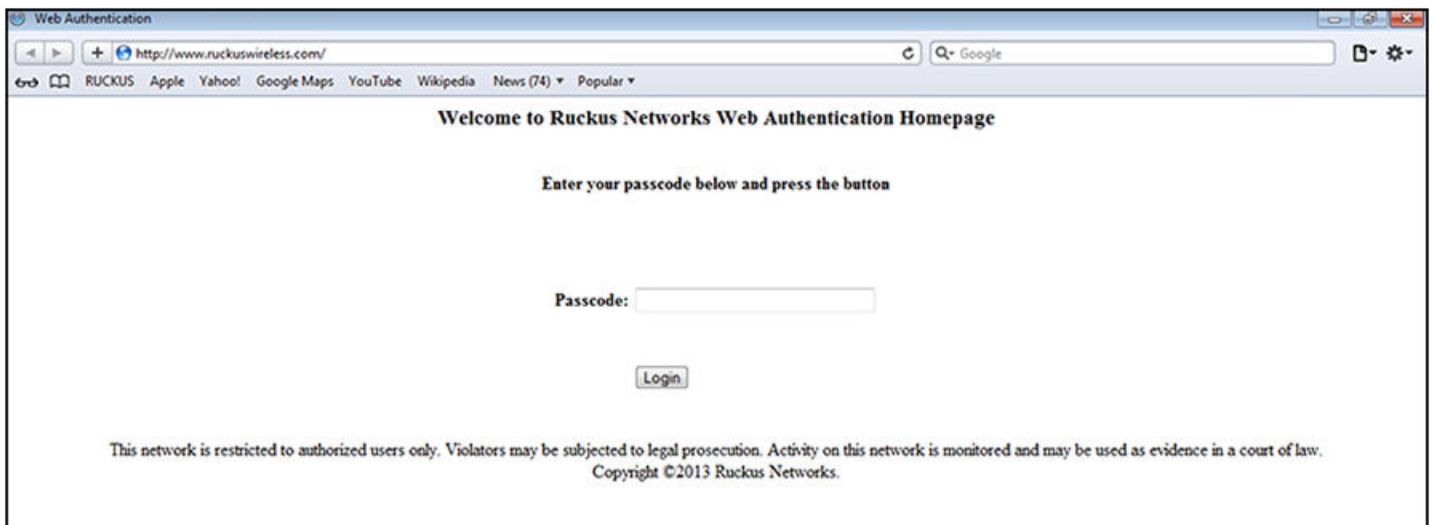 Web Authentication
http://www.ruckuswireless.com/
Google
RUCKUS Apple Yahoo! Google Maps YouTube Wikipedia News (74) ▾ Popular ▾
Welcome to Ruckus Networks Web Authentication Homepage
Enter your passcode below and press the button
Passcode:
Login
This network is restricted to authorized users only. Violators may be subjected to legal prosecution. Activity on this network is monitored and may be used as evidence in a court of law.
Copyright ©2013 Ruckus Networks.